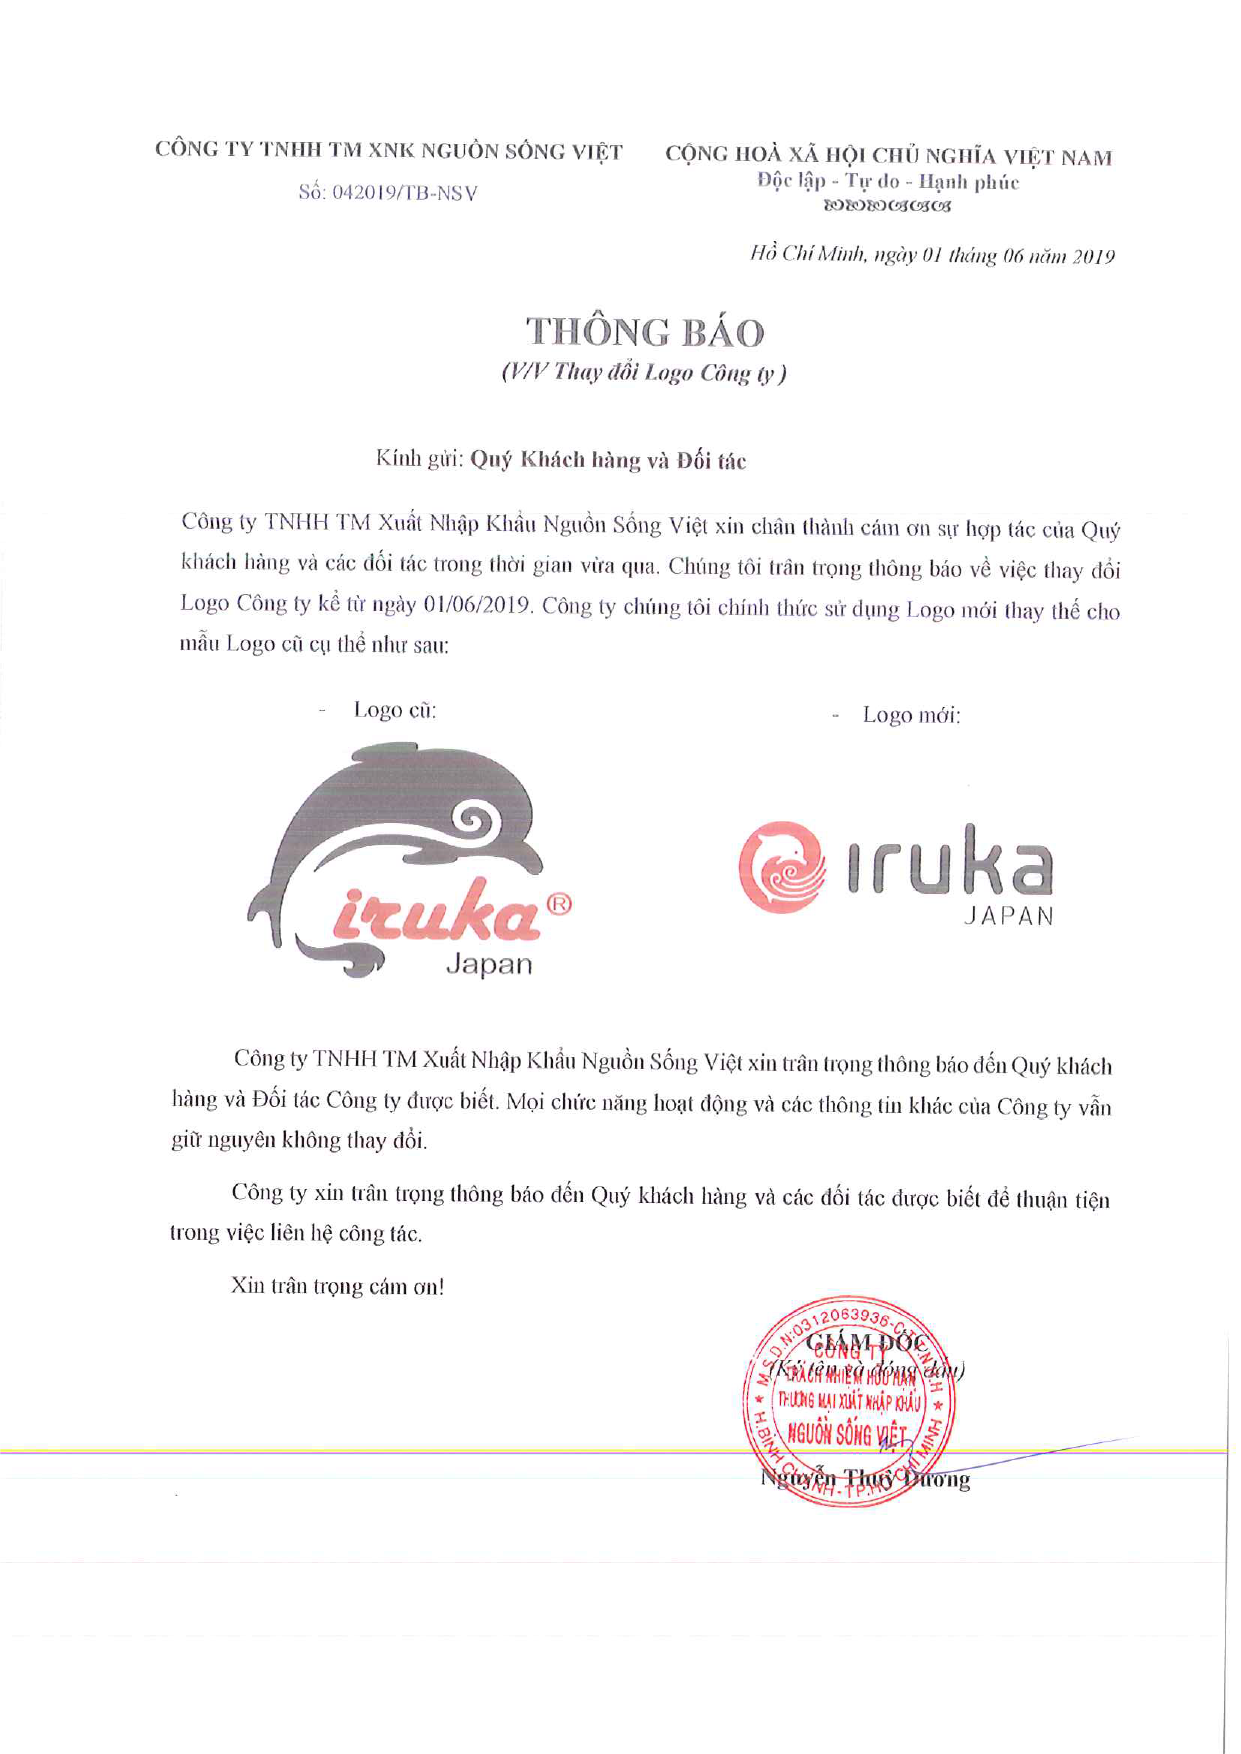 CÔNG TY TNHH TM XNK NGUỒN SỐNG VIỆT
Số: 042019/TB-NSV
CỘNG HOÀ XÃ HỘI CHỦ NGHĨA VIỆT NAM
Độc lập - Tự do - Hạnh phúc
Hồ Chí Minh, ngày 01 tháng 06 năm 2019
THÔNG BÁO
(V/V Thay đổi Logo Công ty )
Kính gửi: Quý Khách hàng và Đối tác
Công ty TNHH TM Xuất Nhập Khẩu Nguồn Sống Việt xin chân thành cám ơn sự hợp tác của Quý
khách hàng và các đối tác trong thời gian vừa qua. Chúng tôi trân trọng thông báo về việc thay đổi
Logo Công ty kể từ ngày 01/06/2019. Công ty chúng tôi chính thức sử dụng Logo mới thay thế cho
mẫu Logo cũ cụ thể như sau:
- Logo cũ:
- Logo mới:
iruka®
Japan
iruka
JAPAN
Công ty TNHH TM Xuất Nhập Khẩu Nguồn Sống Việt xin trân trọng thông báo đến Quý khách
hàng và Đối tác Công ty được biết. Mọi chức năng hoạt động và các thông tin khác của Công ty vẫn
giữ nguyên không thay đổi.
Công ty xin trân trọng thông báo đến Quý khách hàng và các đối tác được biết để thuận tiện
trong việc liên hệ công tác.
Xin trân trọng cám ơn!
GIÁM ĐỐC
(Ký tên và đóng dấu)
M.S.D.N:0312063936-C.T.T.N.H.H
CÔNG TY
TRÁCH NHIỆM HỮU HẠN
THƯƠNG MẠI XUẤT NHẬP KHẨU
NGUỒN SỐNG VIỆT
H.BÌNH CHÁNH-TP.HỒ CHÍ MINH
Nguyễn Thuỳ Dương